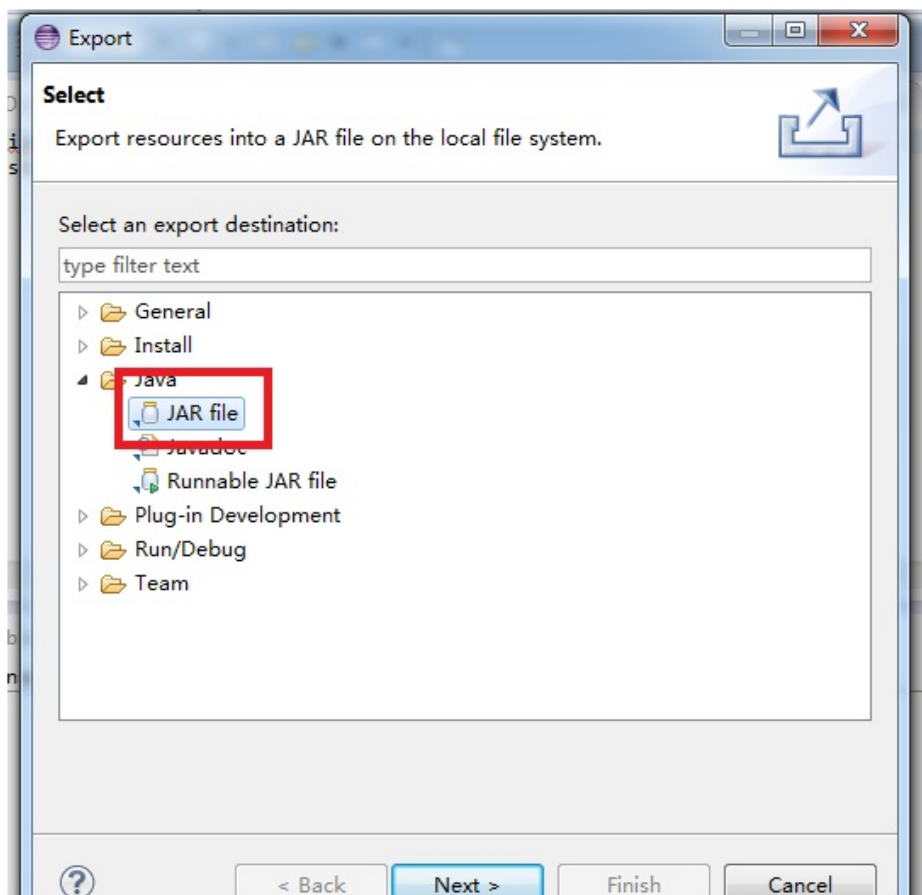 Export
Select
Export resources into a JAR file on the local file system.
Select an export destination:
type filter text
General
Install
Java
JAR file
Javadoc
Runnable JAR file
Plug-in Development
Run/Debug
Team
< Back Next > Finish Cancel